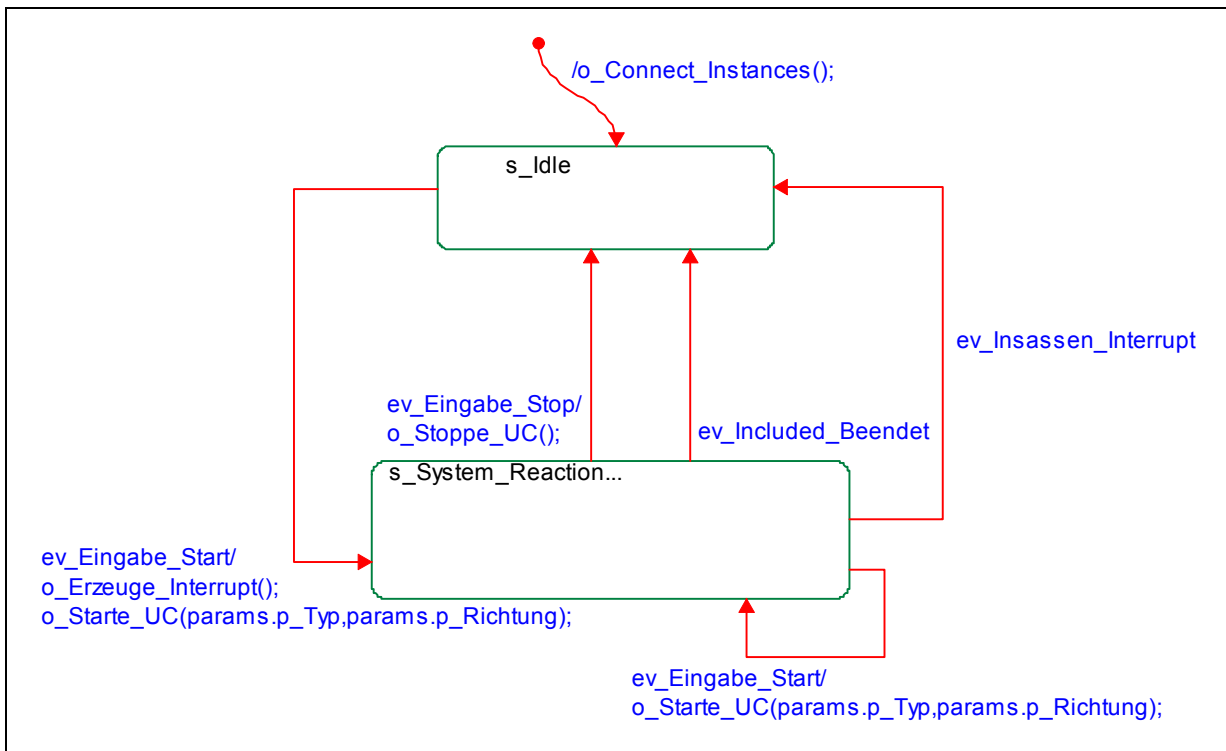 /o_Connect_Instances();
s_Idle
ev_Insassen_Interrupt
ev_Eingabe_Stop/
o_Stoppe_UC();
ev_Included_Beendet
s_System_Reaction...
ev_Eingabe_Start/
o_Erzeuge_Interrupt();
o_Starte_UC(params.p_Typ,params.p_Richtung);
ev_Eingabe_Start/
o_Starte_UC(params.p_Typ,params.p_Richtung);